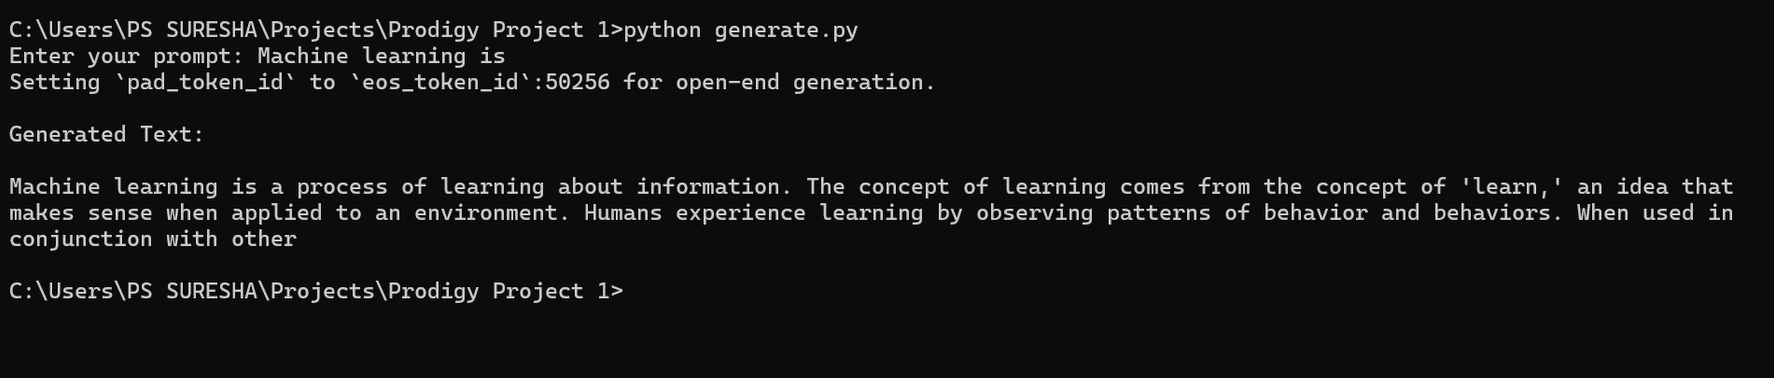 C:\Users\PS SURESHA\Projects\Prodigy Project 1>python generate.py
Enter your prompt: Machine learning is
Setting `pad_token_id` to `eos_token_id`:50256 for open-end generation.
Generated Text:
Machine learning is a process of learning about information. The concept of learning comes from the concept of 'learn,' an idea that
makes sense when applied to an environment. Humans experience learning by observing patterns of behavior and behaviors. When used in
conjunction with other
C:\Users\PS SURESHA\Projects\Prodigy Project 1>